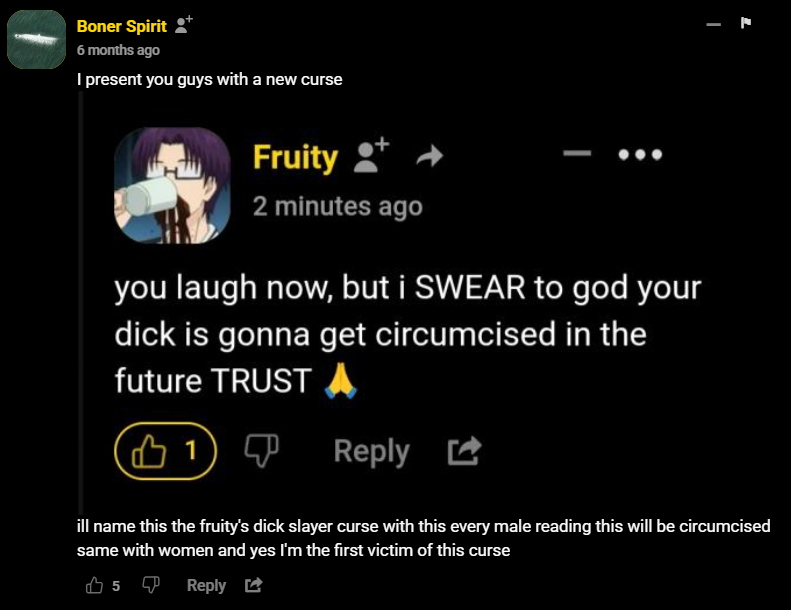 Boner Spirit
6 months ago
I present you guys with a new curse
Fruity
2 minutes ago
you laugh now, but i SWEAR to god your
dick is gonna get circumcised in the
future TRUST 🙏
1
Reply
ill name this the fruity's dick slayer curse with this every male reading this will be circumcised
same with women and yes I'm the first victim of this curse
5
Reply